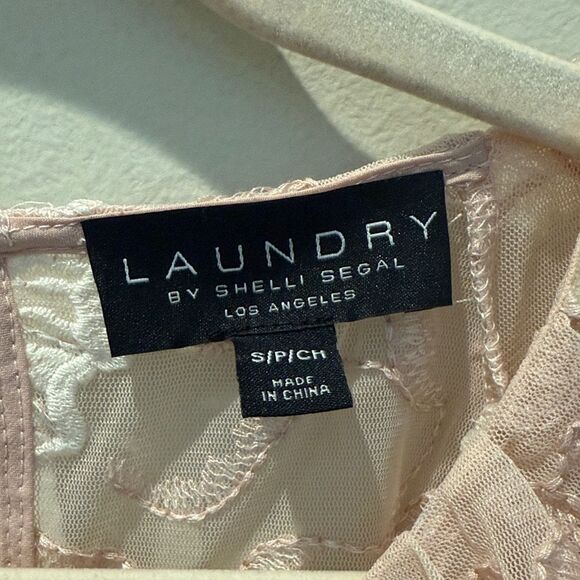 LAUNDRY
BY SHELLI SEGAL
LOS ANGELES
S/P/CH
MADE
IN CHINA